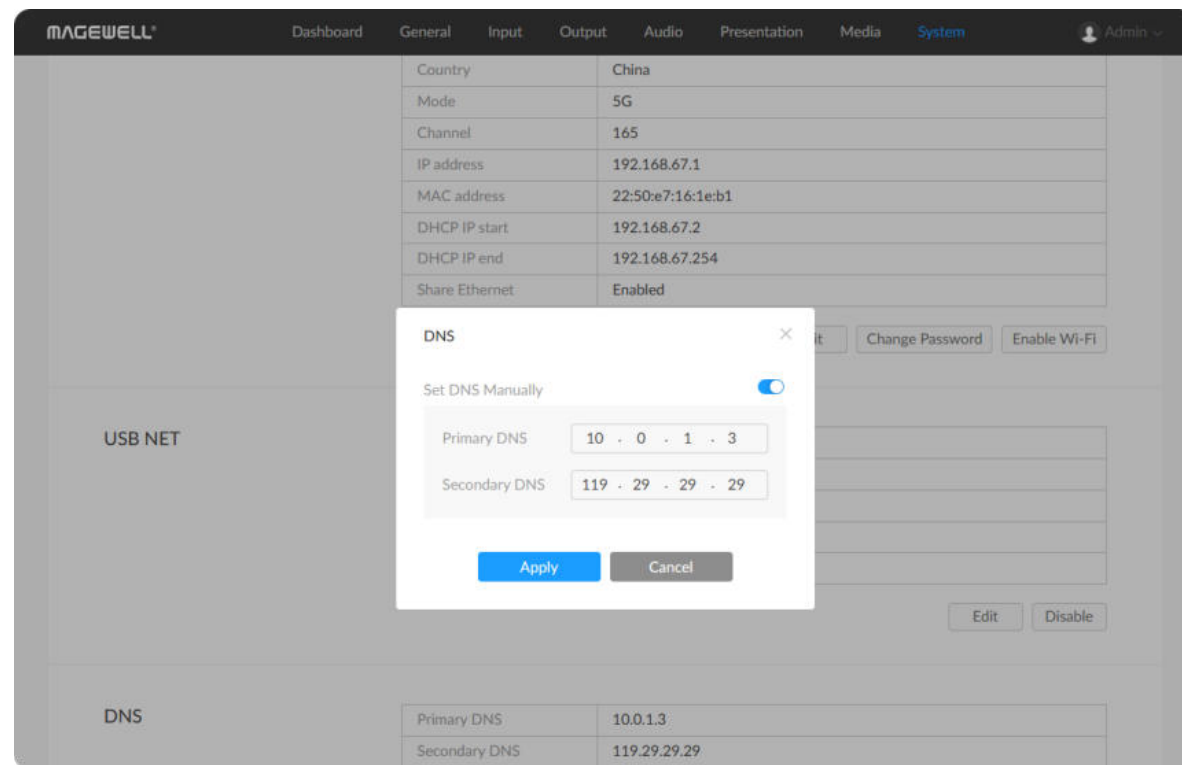 MAGEWELL® Dashboard General Input Output Audio Presentation Media System Admin
Country China
Mode 5G
Channel 165
IP address 192.168.67.1
MAC address 22:50:e7:16:1e:b1
DHCP IP start 192.168.67.2
DHCP IP end 192.168.67.254
Share Ethernet Enabled
DNS
it Change Password Enable Wi-Fi
Set DNS Manually
USB NET
Primary DNS 10 . 0 . 1 . 3
Secondary DNS 119 . 29 . 29 . 29
Apply Cancel
Edit Disable
DNS
Primary DNS 10.0.1.3
Secondary DNS 119.29.29.29